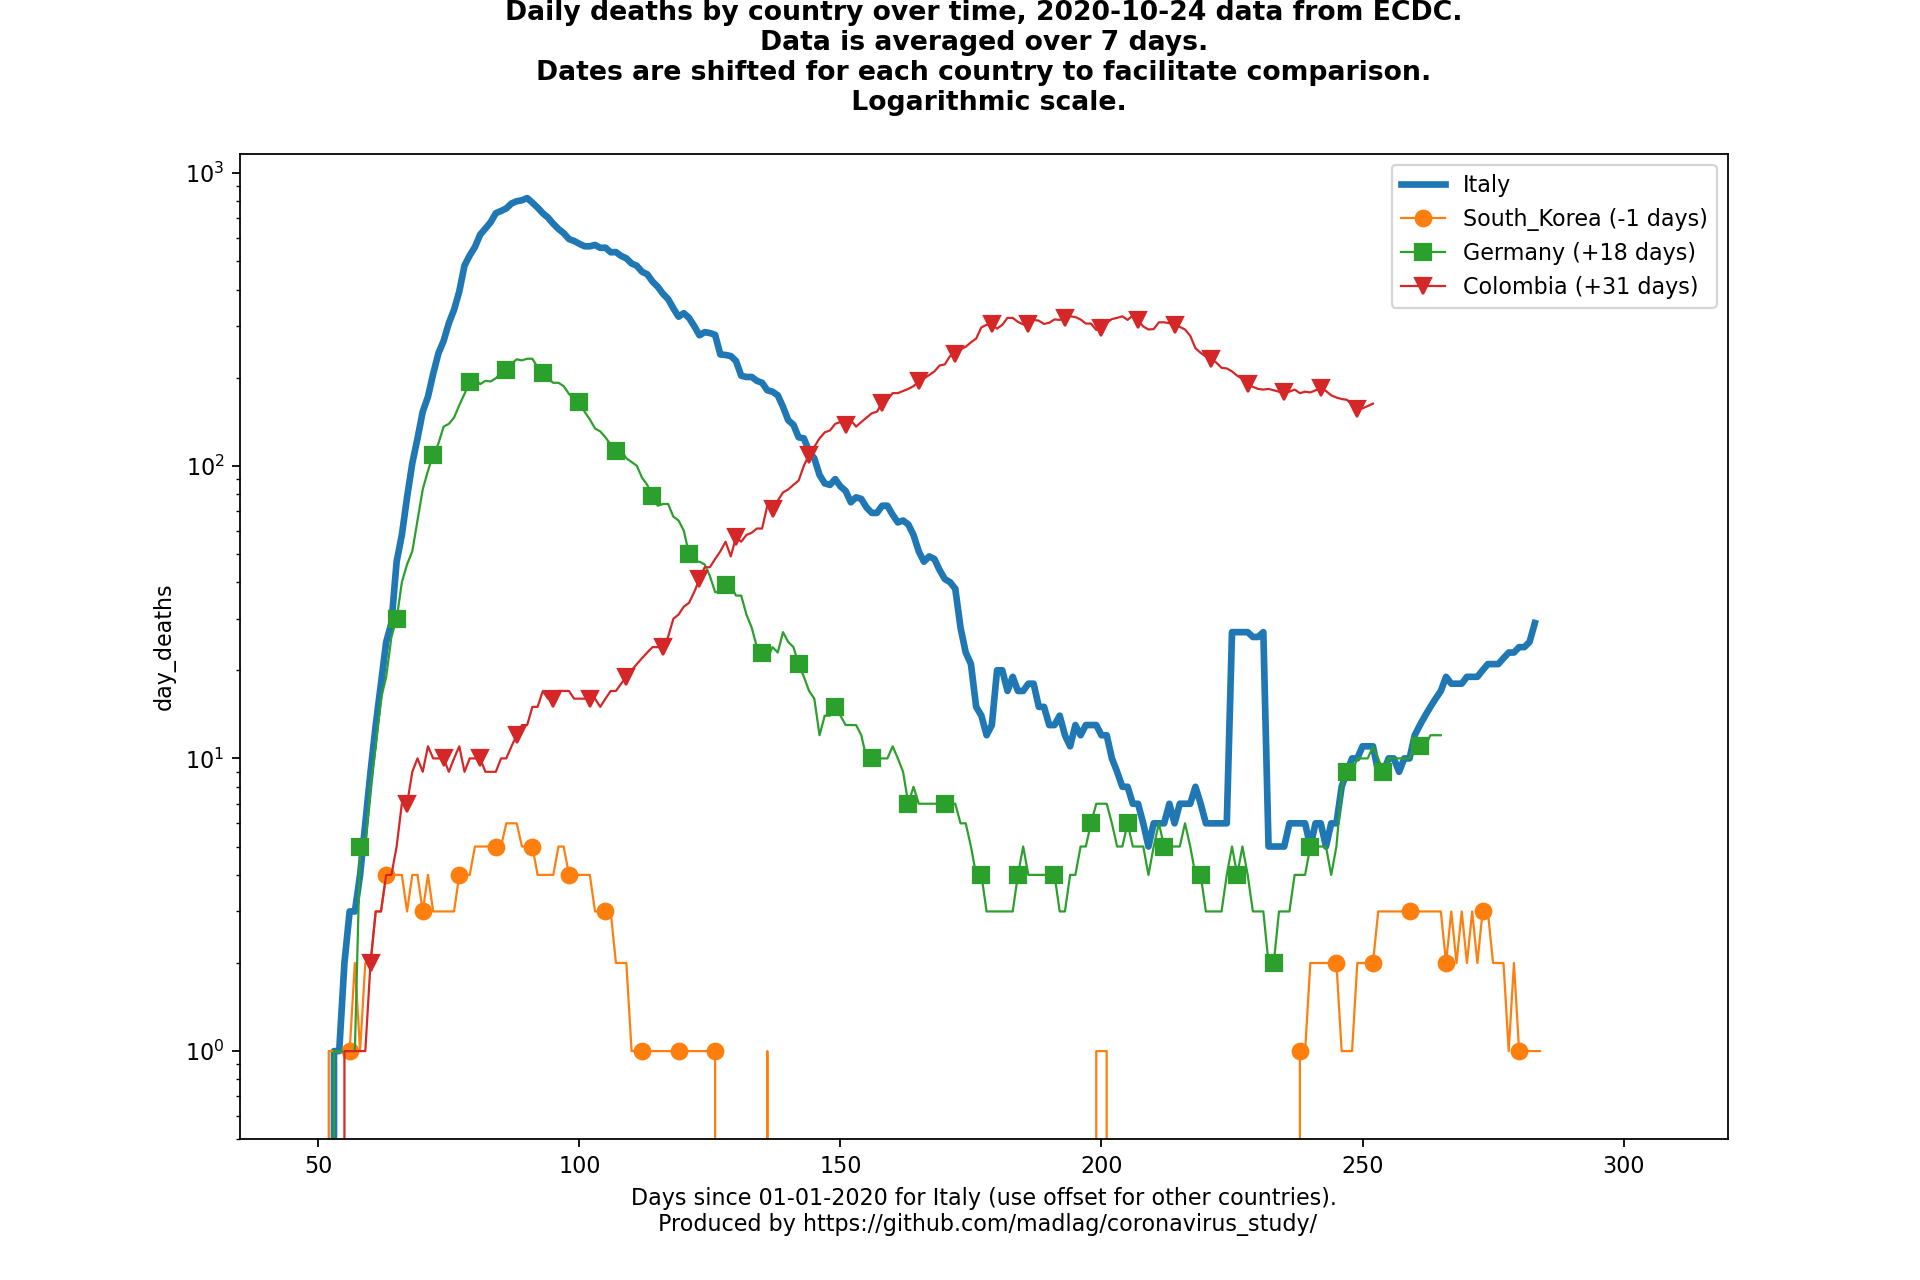 Daily deaths by country over time, 2020-10-24 data from ECDC.
Data is averaged over 7 days.
Dates are shifted for each country to facilitate comparison.
Logarithmic scale.
10³
10²
10¹
10⁰
day_deaths
Italy
South_Korea (-1 days)
Germany (+18 days)
Colombia (+31 days)
50
100
150
200
250
300
Days since 01-01-2020 for Italy (use offset for other countries).
Produced by https://github.com/madlag/coronavirus_study/